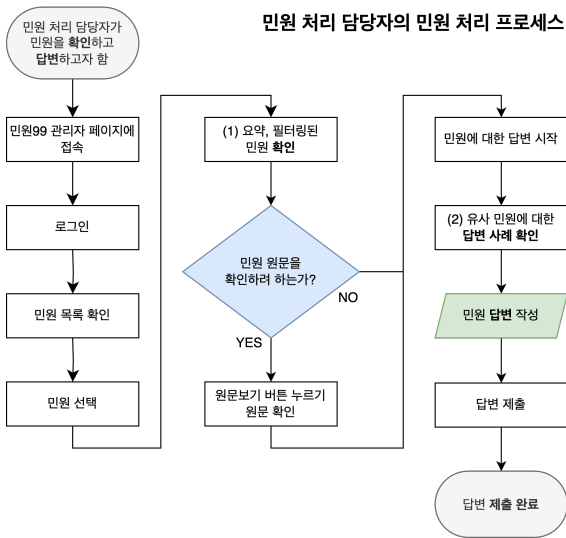 민원 처리 담당자의 민원 처리 프로세스
민원 처리 담당자가
민원을 확인하고
답변하고자 함
민원99 관리자 페이지에
접속
로그인
민원 목록 확인
민원 선택
(1) 요약, 필터링된
민원 확인
민원 원문을
확인하려 하는가?
NO
YES
원문보기 버튼 누르기
원문 확인
민원에 대한 답변 시작
(2) 유사 민원에 대한
답변 사례 확인
민원 답변 작성
답변 제출
답변 제출 완료